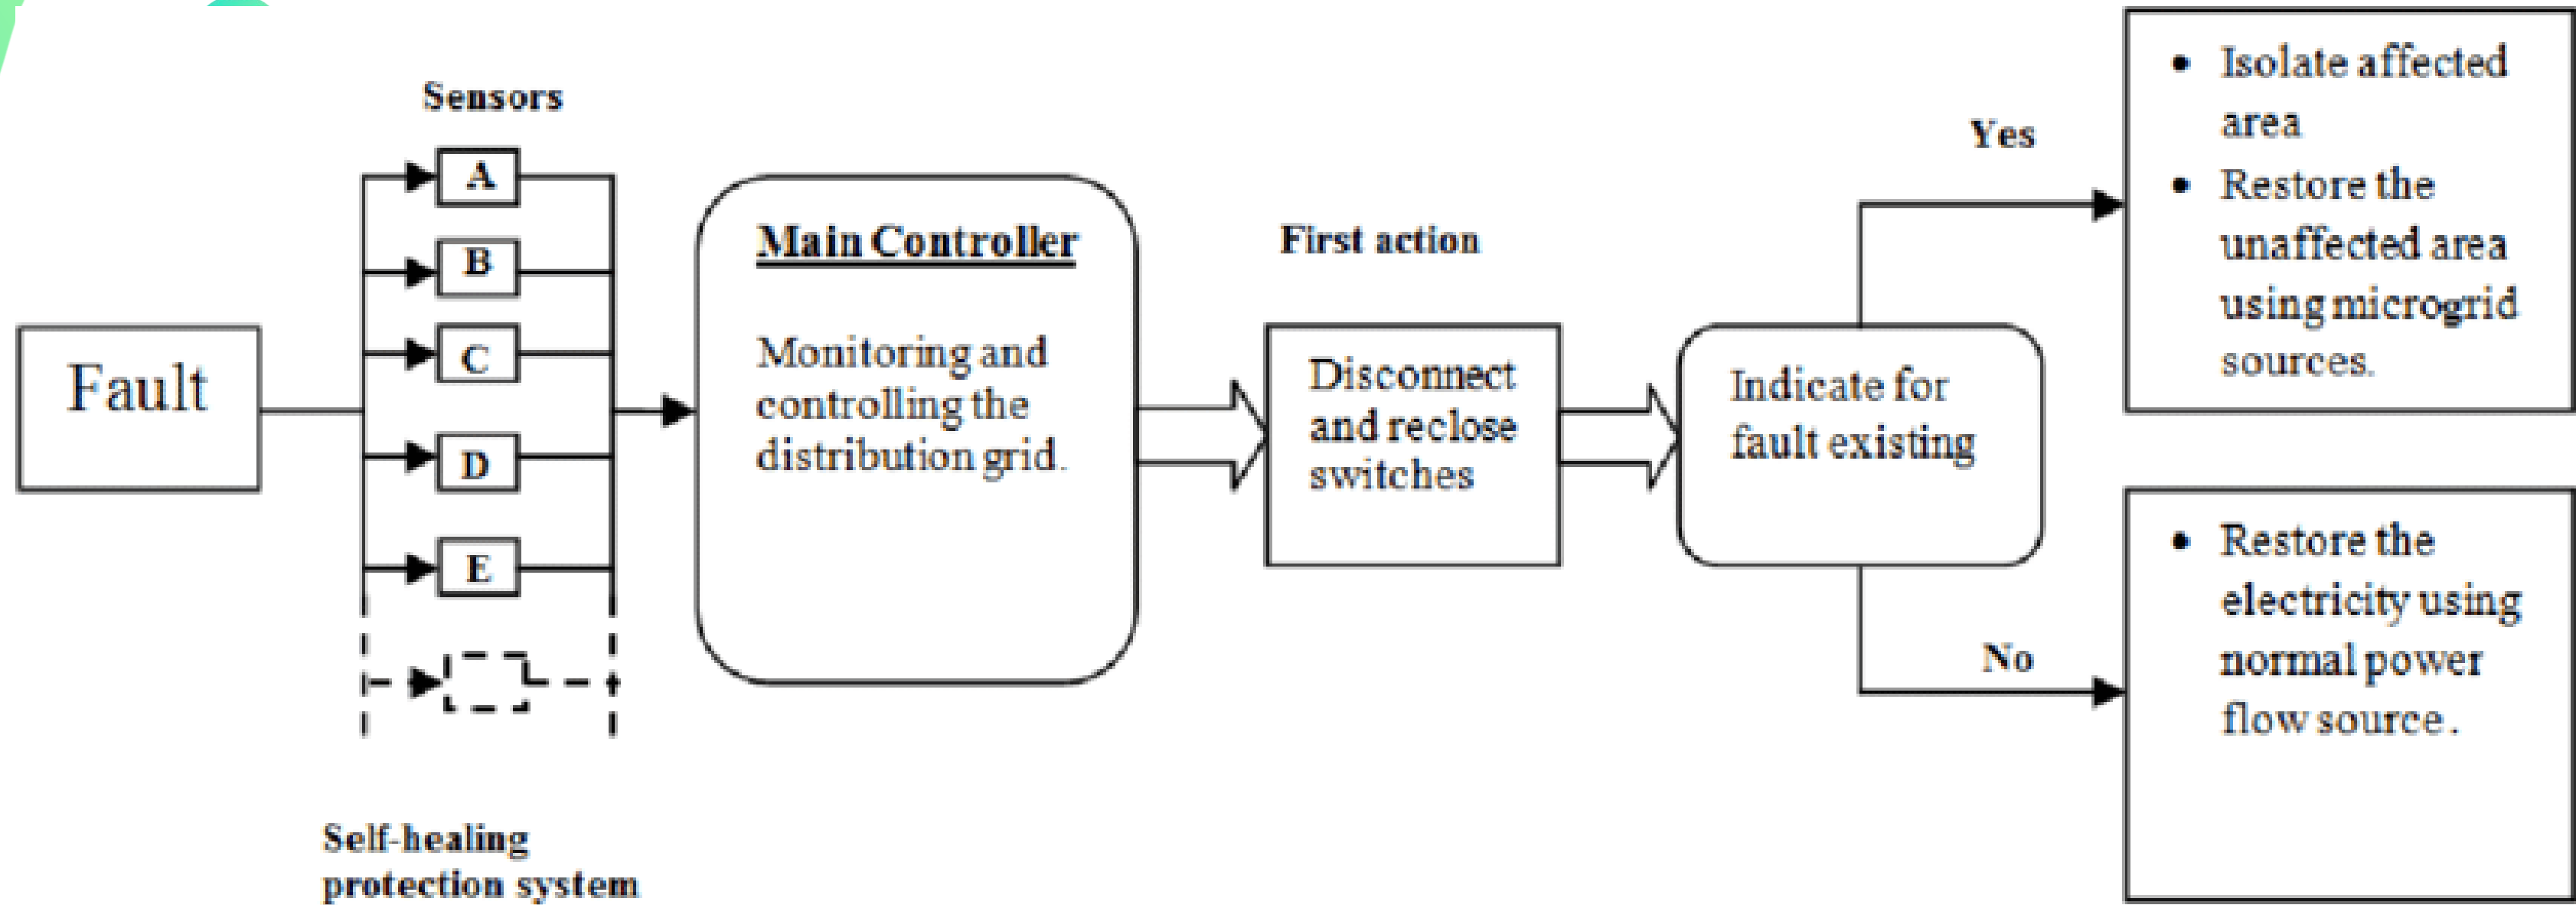 Sensors
A
B
C
D
E
Fault
Self-healing
protection system
Main Controller
Monitoring and
controlling the
distribution grid.
First action
Disconnect
and reclose
switches
Indicate for
fault existing
Yes
• Isolate affected
area
• Restore the
unaffected area
using microgrid
sources.
No
• Restore the
electricity using
normal power
flow source.